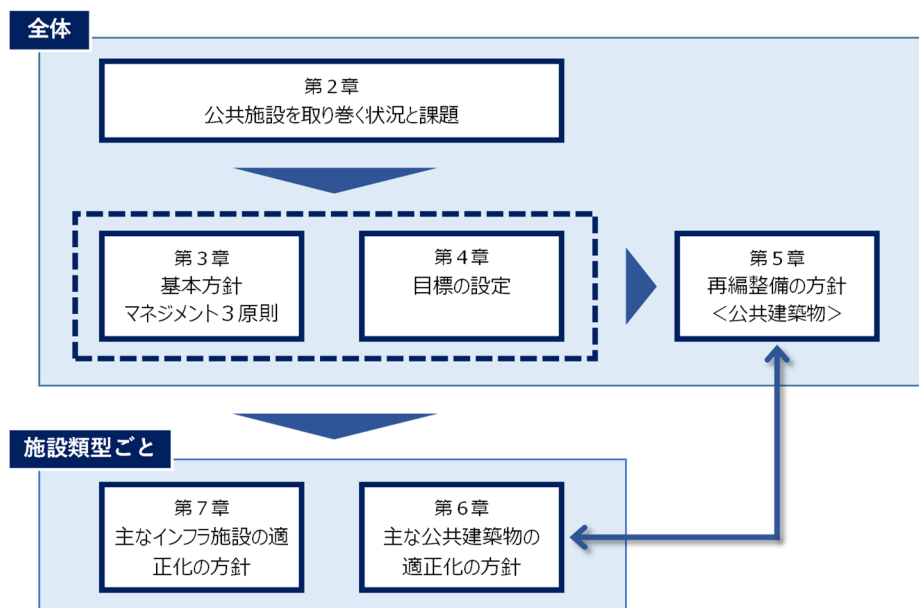 全体
第２章
公共施設を取り巻く状況と課題
第３章
基本方針
マネジメント３原則
第４章
目標の設定
第５章
再編整備の方針
＜公共建築物＞
施設類型ごと
第７章
主なインフラ施設の適
正化の方針
第６章
主な公共建築物の
適正化の方針